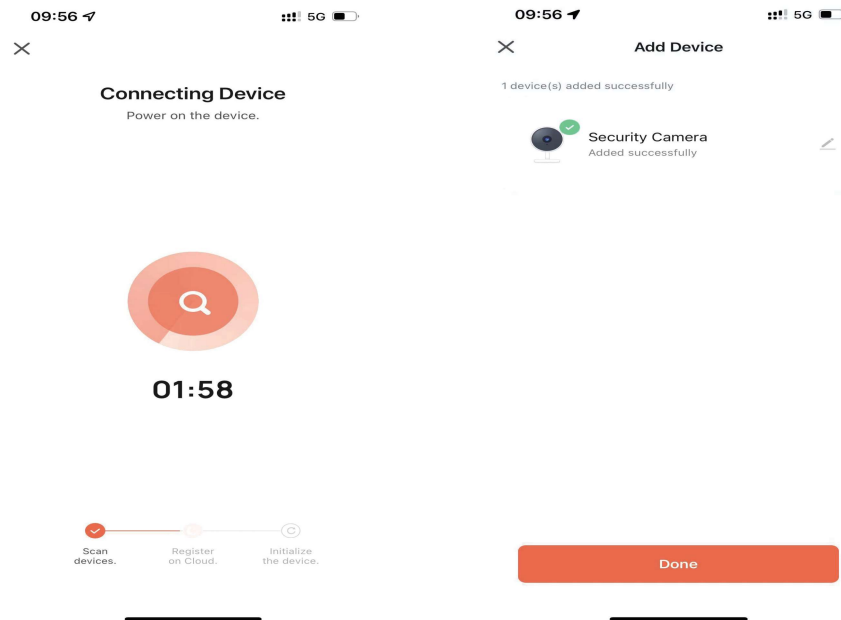 09:56
5G
Connecting Device
Power on the device.
01:58
Scan
devices.
Register
on Cloud.
Initialize
the device.
09:56
5G
Add Device
1 device(s) added successfully
Security Camera
Added successfully
Done